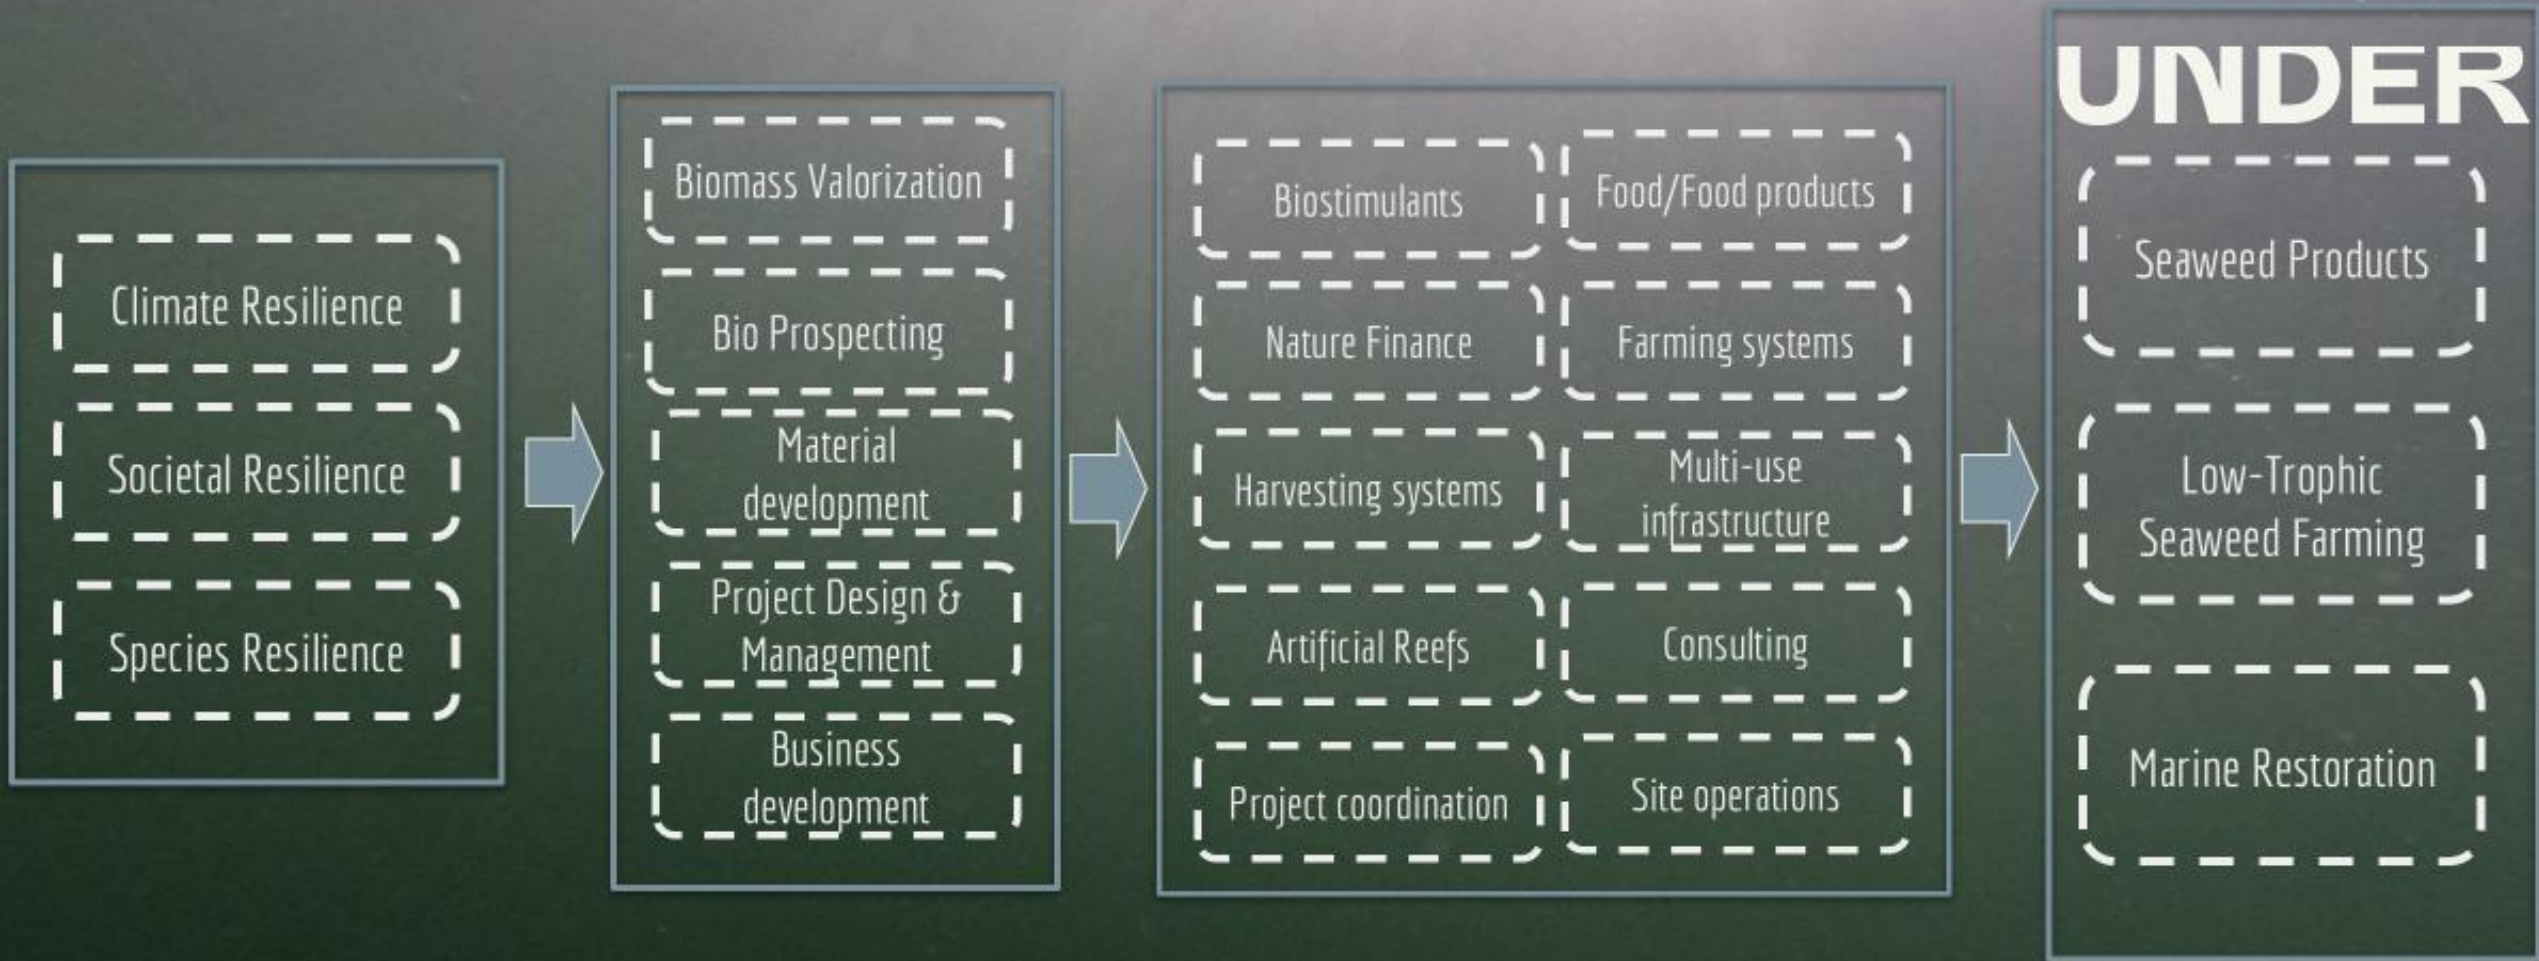 UNDER
Climate Resilience
Societal Resilience
Species Resilience
Biomass Valorization
Bio Prospecting
Material
development
Project Design &
Management
Business
development
Biostimulants
Food/Food products
Nature Finance
Farming systems
Harvesting systems
Multi-use
infrastructure
Artificial Reefs
Consulting
Project coordination
Site operations
Seaweed Products
Low-Trophic
Seaweed Farming
Marine Restoration